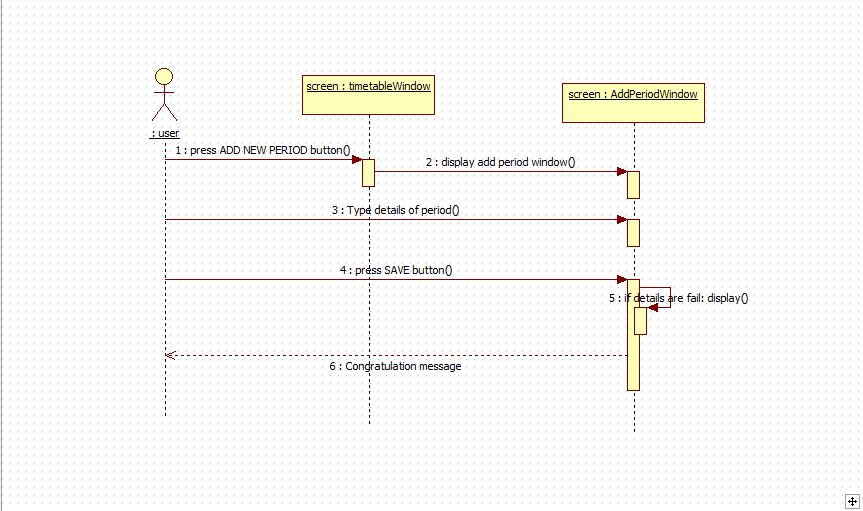 screen : timetableWindow
screen : AddPeriodWindow
: user
1 : press ADD NEW PERIOD button()
2 : display add period window()
3 : Type details of period()
4 : press SAVE button()
5 : if details are fail: display()
6 : Congratulation message